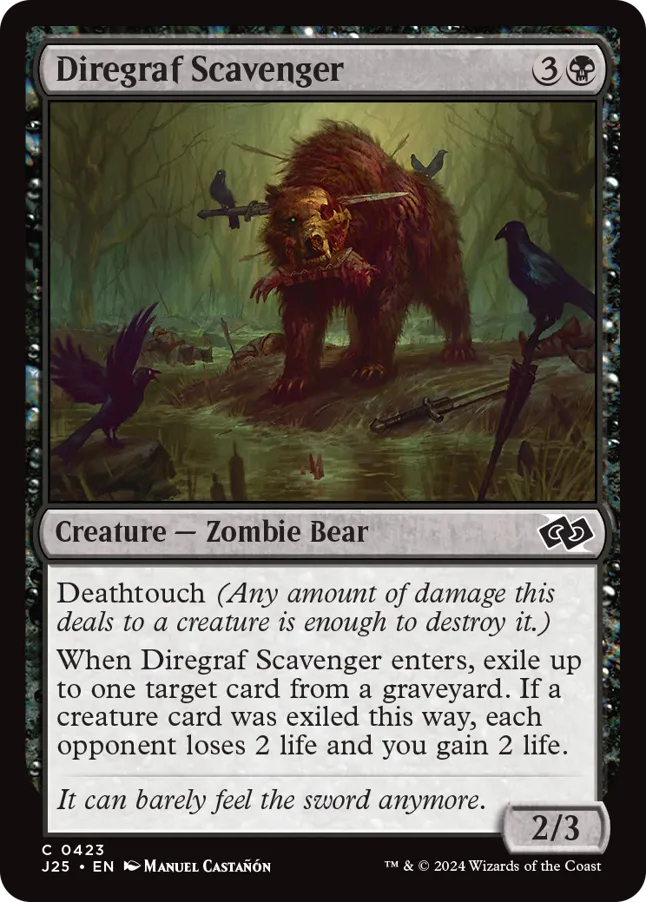 Diregraf Scavenger
3
Creature — Zombie Bear
Deathtouch (Any amount of damage this
deals to a creature is enough to destroy it.)
When Diregraf Scavenger enters, exile up
to one target card from a graveyard. If a
creature card was exiled this way, each
opponent loses 2 life and you gain 2 life.
It can barely feel the sword anymore.
2/3
C 0423
J25 • EN MANUEL CASTAÑÓN
™ & © 2024 Wizards of the Coast